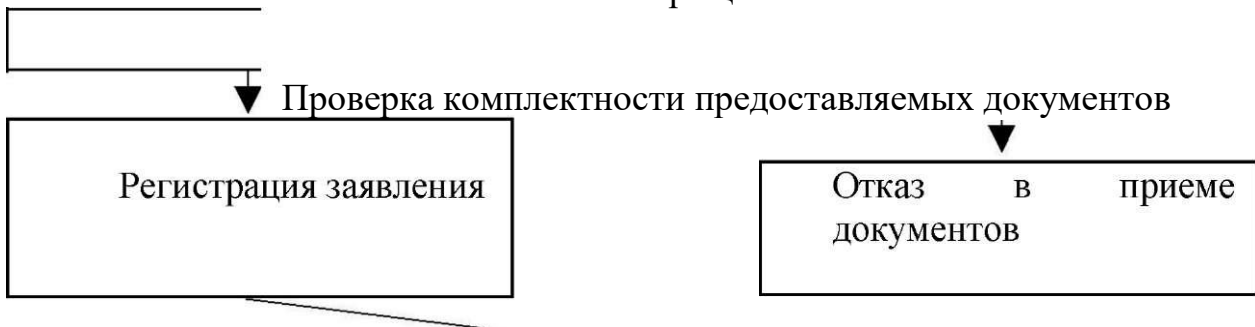 Проверка комплектности предоставляемых документов
Регистрация заявления
Отказ в приеме
документов